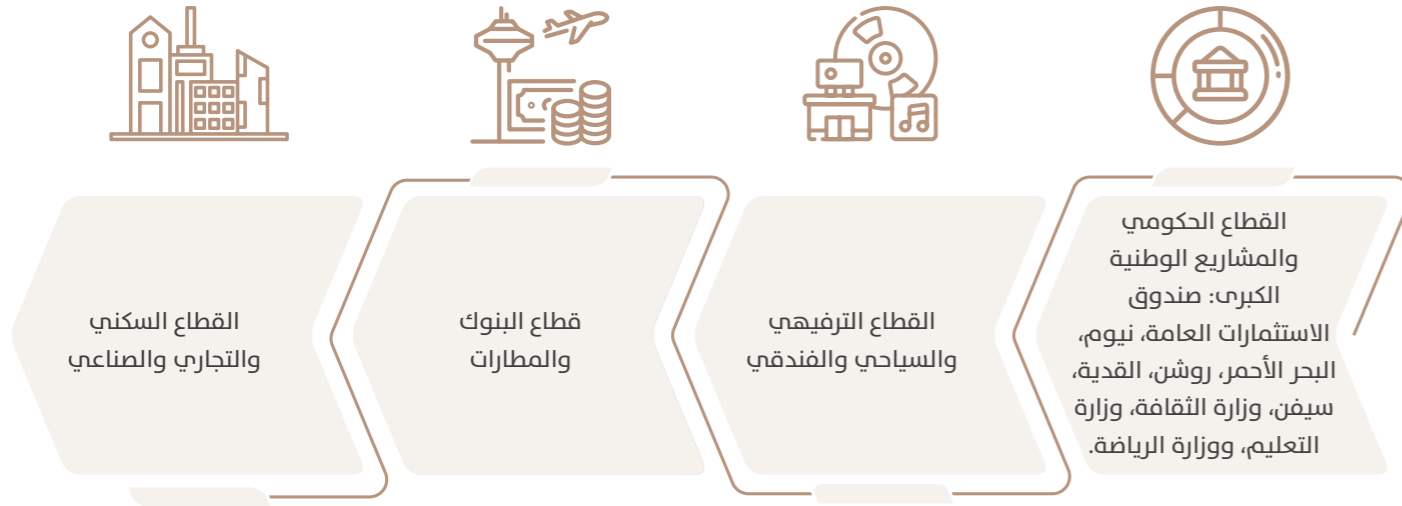 القطاع الحكومي
والمشاريع الوطنية
الكبرى: صندوق
الاستثمارات العامة، نيوم،
البحر الأحمر، روشن، القدية،
سيفن، وزارة الثقافة، وزارة
التعليم، ووزارة الرياضة.
القطاع الترفيهي
والسياحي والفندقي
قطاع البنوك
والمطارات
القطاع السكني
والتجاري والصناعي